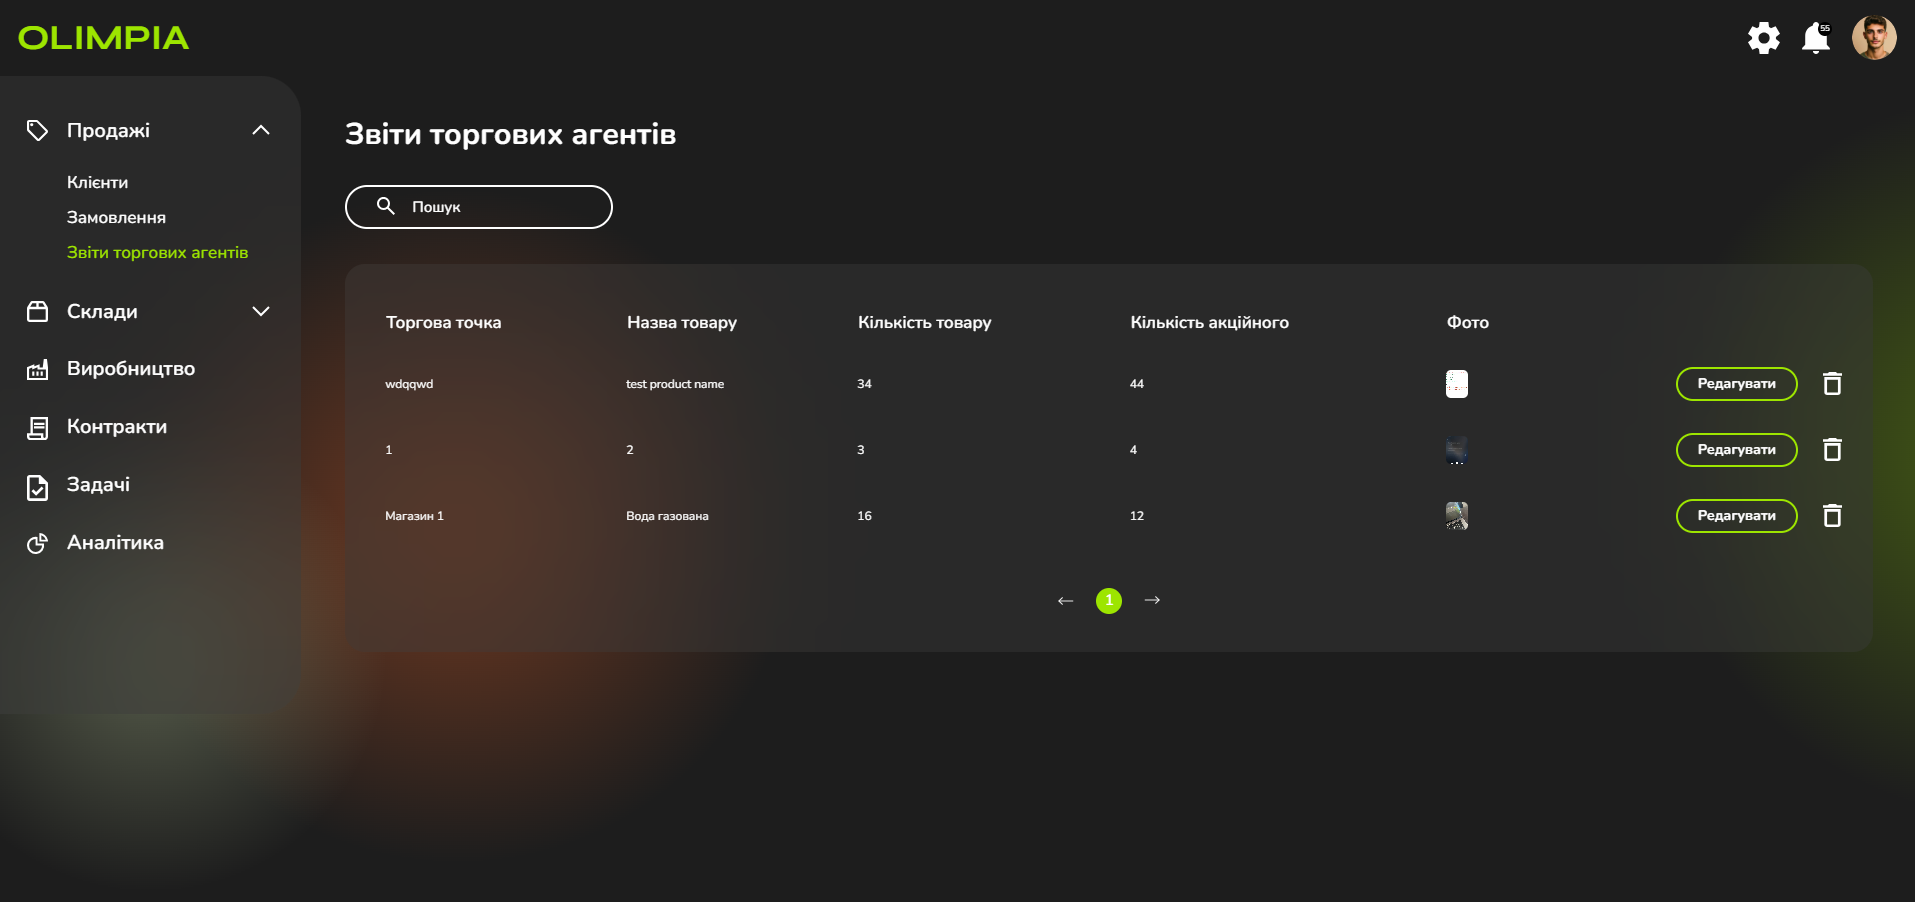 OLIMPIA
55
Продажі
Клієнти
Замовлення
Звіти торгових агентів
Склади
Виробництво
Контракти
Задачі
Аналітика
Звіти торгових агентів
Пошук
Торгова точка Назва товару Кількість товару Кількість акційного Фото
wdqqwd test product name 34 44 Редагувати
1 2 3 4 Редагувати
Магазин 1 Вода газована 16 12 Редагувати
← 1 →